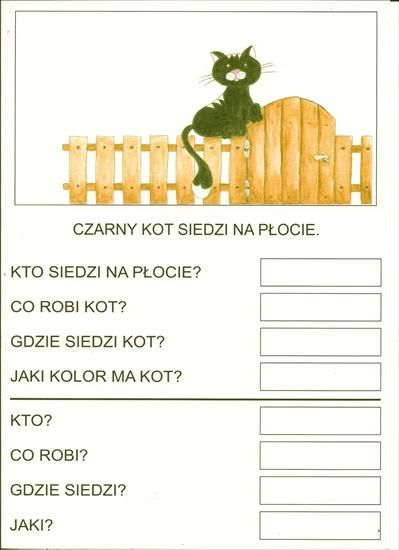 CZARNY KOT SIEDZI NA PŁOCIE.
KTO SIEDZI NA PŁOCIE?
CO ROBI KOT?
GDZIE SIEDZI KOT?
JAKI KOLOR MA KOT?
KTO?
CO ROBI?
GDZIE SIEDZI?
JAKI?